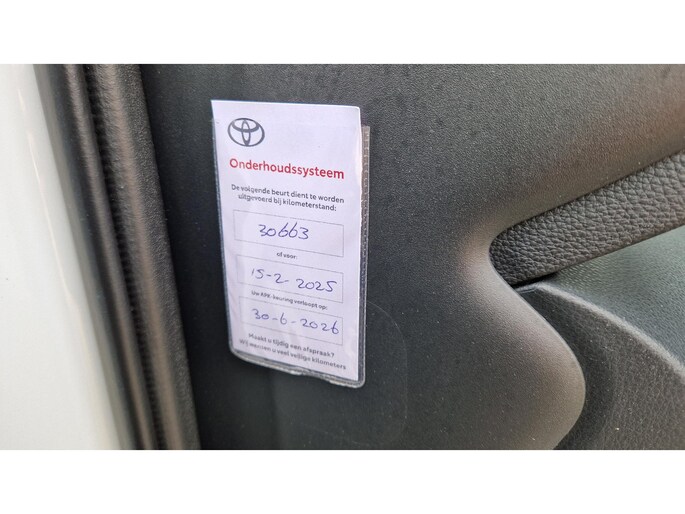 Onderhoudssysteem
De volgende beurt dient te worden
uitgevoerd bij kilometerstand:
30663
of voor:
15-2-2025
Uw APK-keuring verloopt op:
30-6-2026
Maakt u tijdig een afspraak?
Wij wensen u veel veilige kilometers